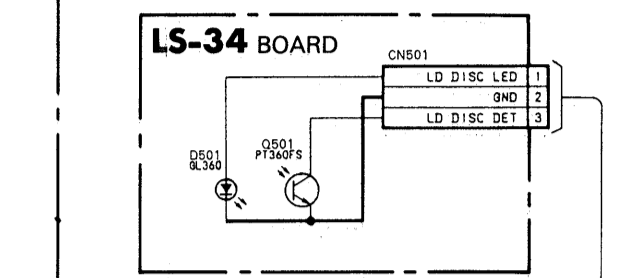 LS-34 BOARD
CN501
LD DISC LED 1
GND 2
LD DISC DET 3
D501
GL360
Q501
PT360FS